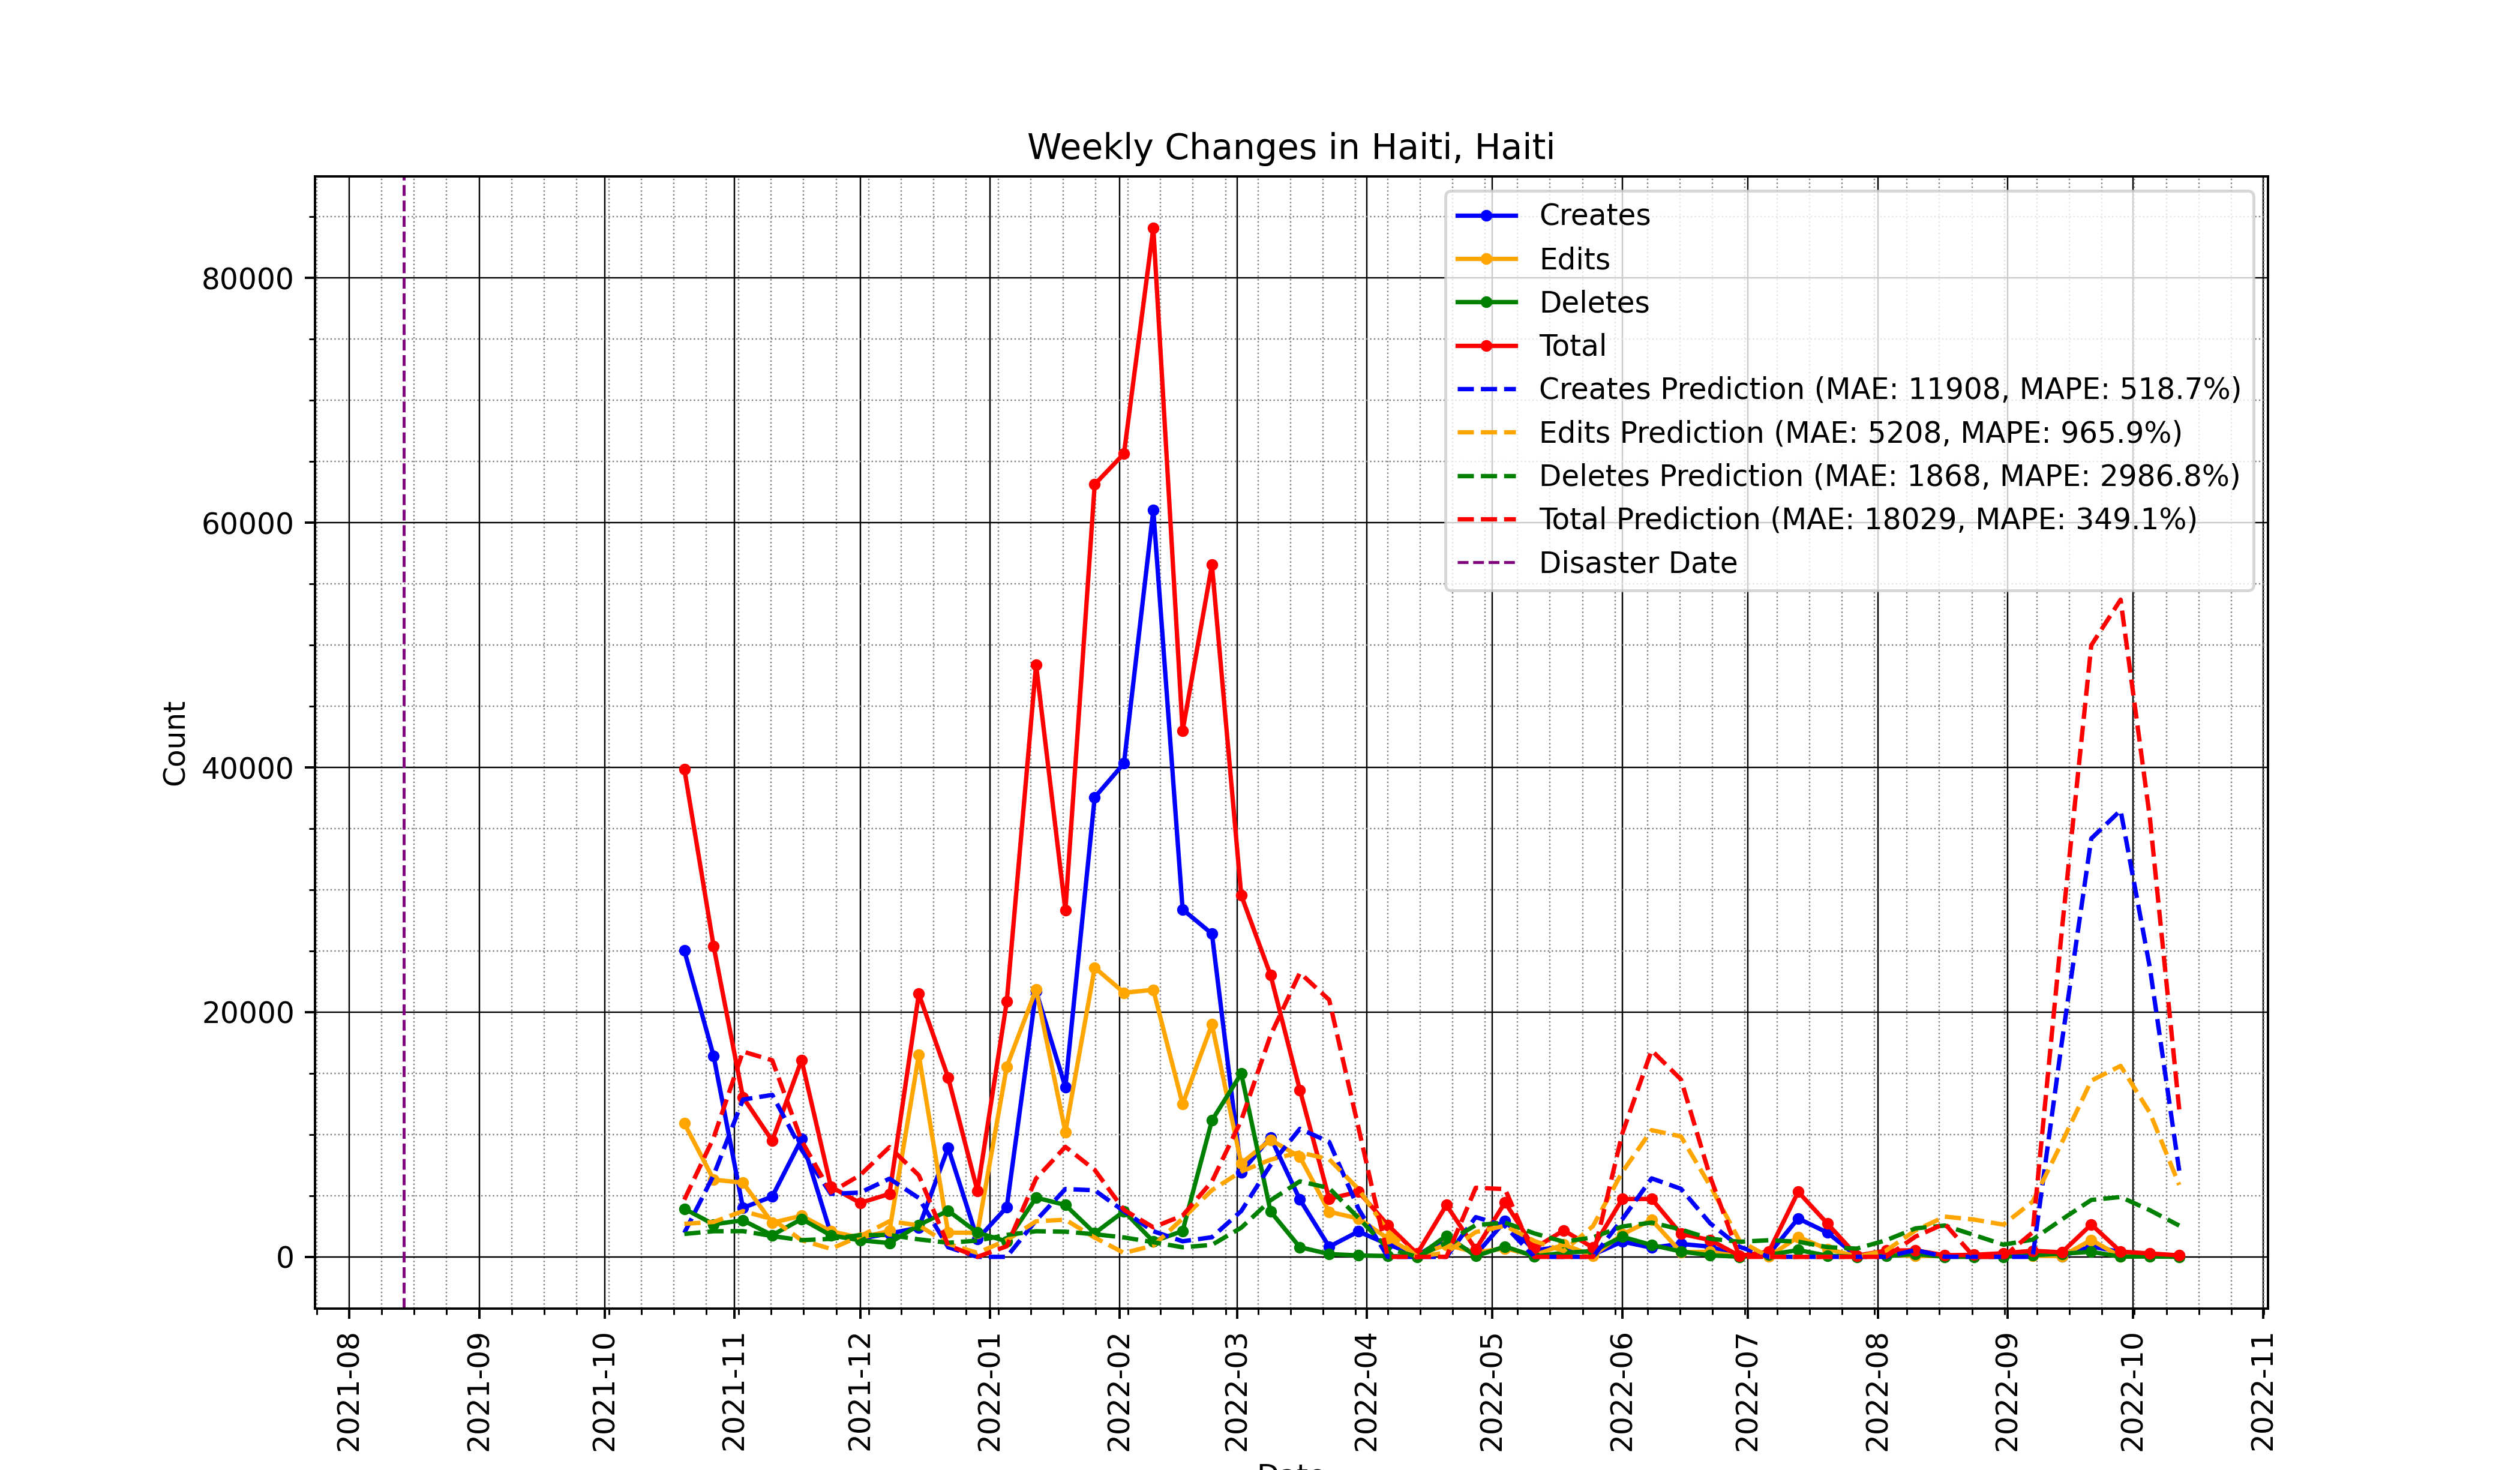 Weekly Changes in Haiti, Haiti
Creates
Edits
Deletes
Total
Creates Prediction (MAE: 11908, MAPE: 518.7%)
Edits Prediction (MAE: 5208, MAPE: 965.9%)
Deletes Prediction (MAE: 1868, MAPE: 2986.8%)
Total Prediction (MAE: 18029, MAPE: 349.1%)
Disaster Date
80000
60000
40000
20000
0
Count
2021-08
2021-09
2021-10
2021-11
2021-12
2022-01
2022-02
2022-03
2022-04
2022-05
2022-06
2022-07
2022-08
2022-09
2022-10
2022-11
Date